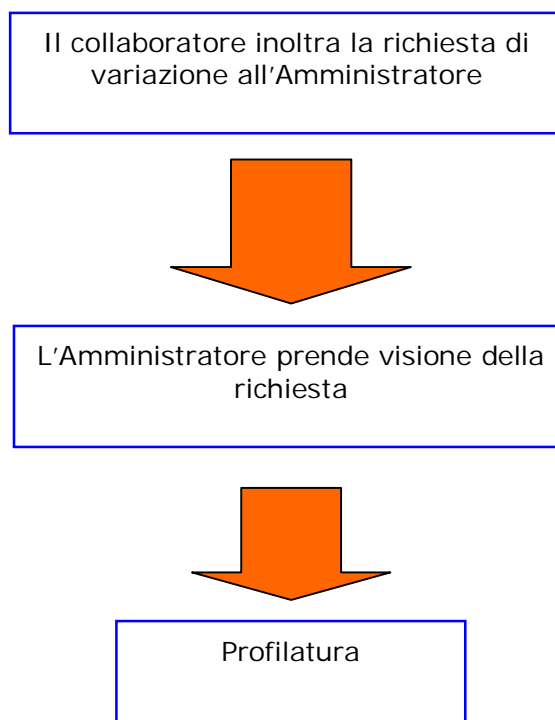 Il collaboratore inoltra la richiesta di
variazione all'Amministratore
L'Amministratore prende visione della
richiesta
Profilatura